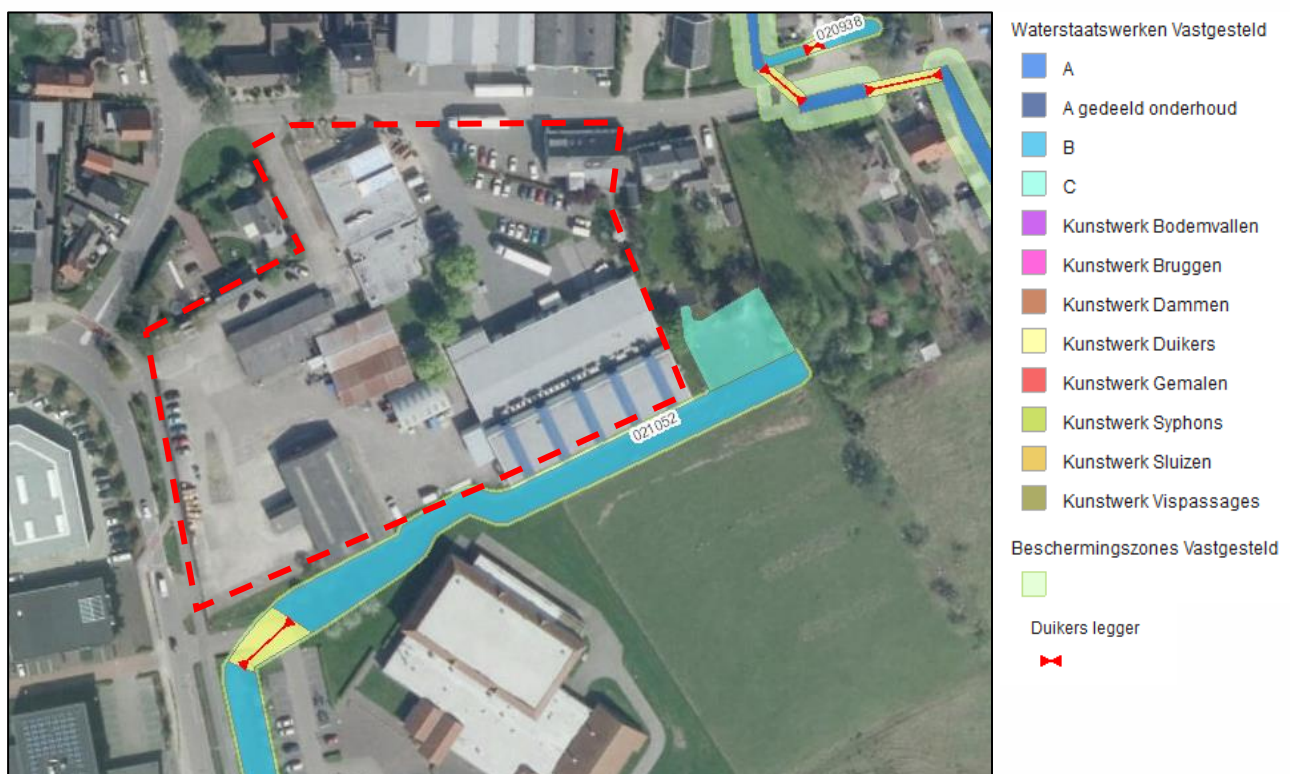 020938
021052
Waterstaatswerken Vastgesteld
A
A gedeeld onderhoud
B
C
Kunstwerk Bodemvallen
Kunstwerk Bruggen
Kunstwerk Dammen
Kunstwerk Duikers
Kunstwerk Gemalen
Kunstwerk Syphons
Kunstwerk Sluizen
Kunstwerk Vispassages
Beschermingszones Vastgesteld
Duikers legger